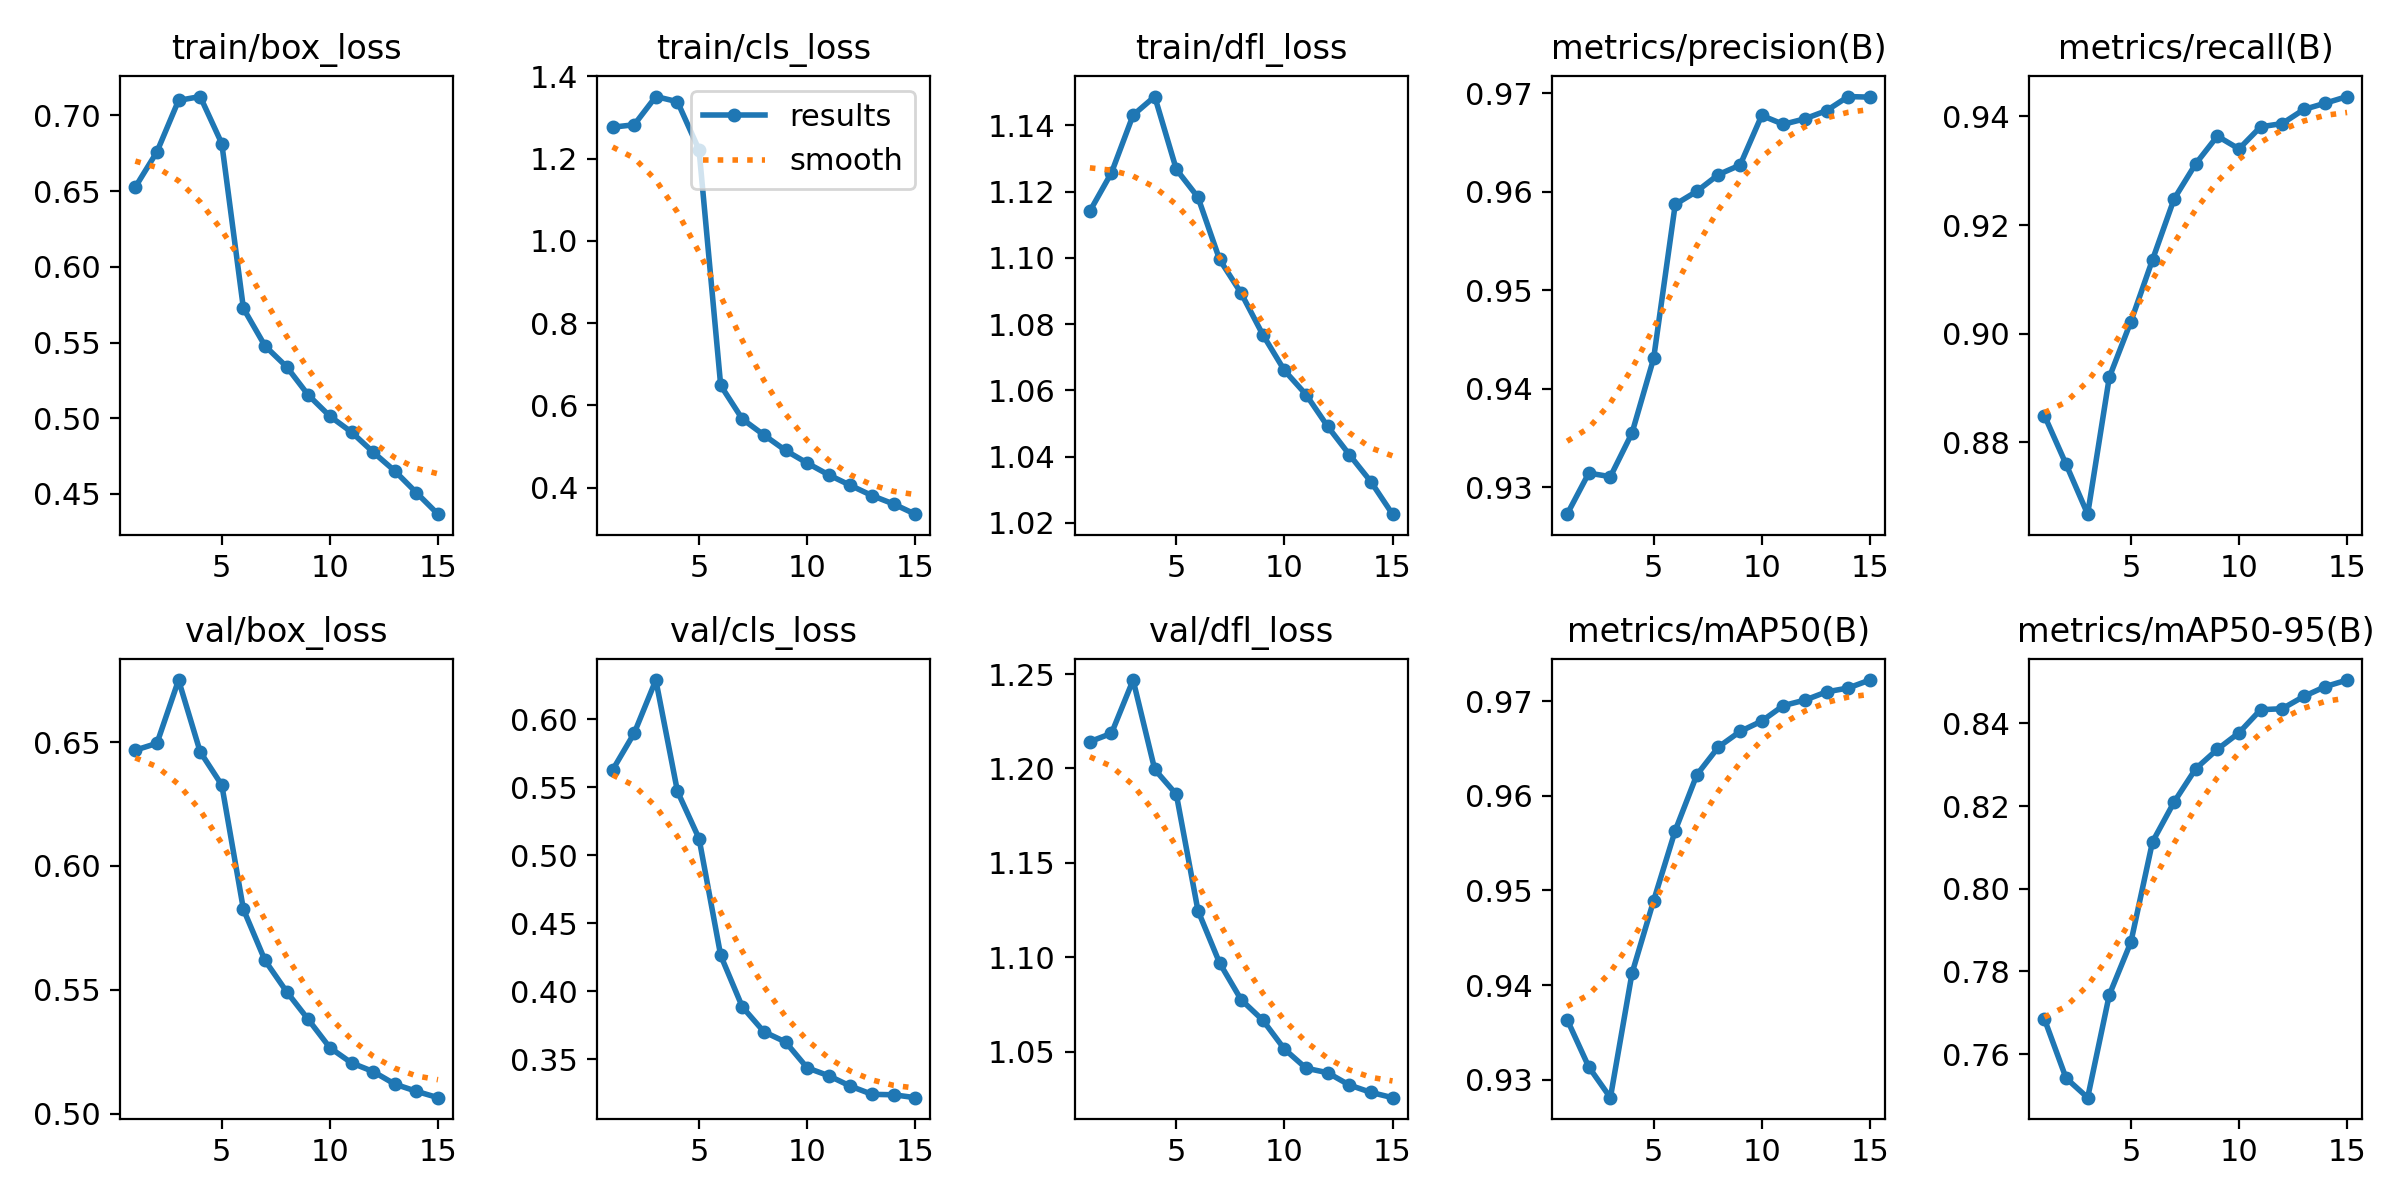 train/box_loss
0.70
0.65
0.60
0.55
0.50
0.45
5 10 15
train/cls_loss
results
smooth
1.4
1.2
1.0
0.8
0.6
0.4
5 10 15
train/dfl_loss
1.14
1.12
1.10
1.08
1.06
1.04
1.02
5 10 15
metrics/precision(B)
0.97
0.96
0.95
0.94
0.93
5 10 15
metrics/recall(B)
0.94
0.92
0.90
0.88
5 10 15
val/box_loss
0.65
0.60
0.55
0.50
5 10 15
val/cls_loss
0.60
0.55
0.50
0.45
0.40
0.35
5 10 15
val/dfl_loss
1.25
1.20
1.15
1.10
1.05
5 10 15
metrics/mAP50(B)
0.97
0.96
0.95
0.94
0.93
5 10 15
metrics/mAP50-95(B)
0.84
0.82
0.80
0.78
0.76
5 10 15